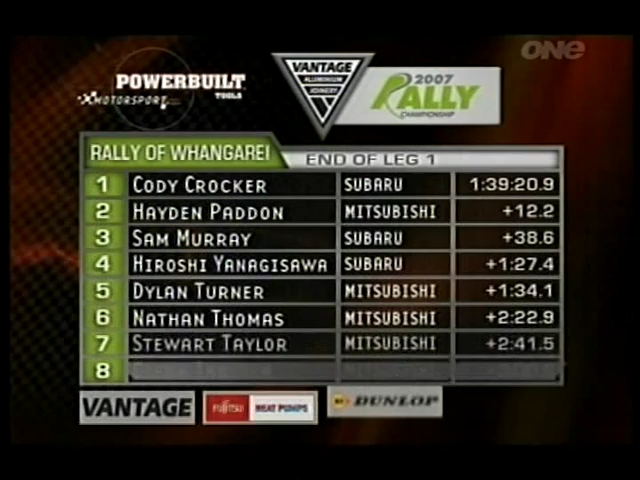 ONE
POWERBUILT
TOOLS
MOTORSPORT
VANTAGE
ALUMINIUM
JOINERY
2007
RALLY
CHAMPIONSHIP
RALLY OF WHANGAREI END OF LEG 1
1 CODY CROCKER SUBARU 1:39:20.9
2 HAYDEN PADDON MITSUBISHI +12.2
3 SAM MURRAY SUBARU +38.6
4 HIROSHI YANAGISAWA SUBARU +1:27.4
5 DYLAN TURNER MITSUBISHI +1:34.1
6 NATHAN THOMAS MITSUBISHI +2:22.9
7 STEWART TAYLOR MITSUBISHI +2:41.5
8
VANTAGE FUJITSU HEAT PUMPS DUNLOP